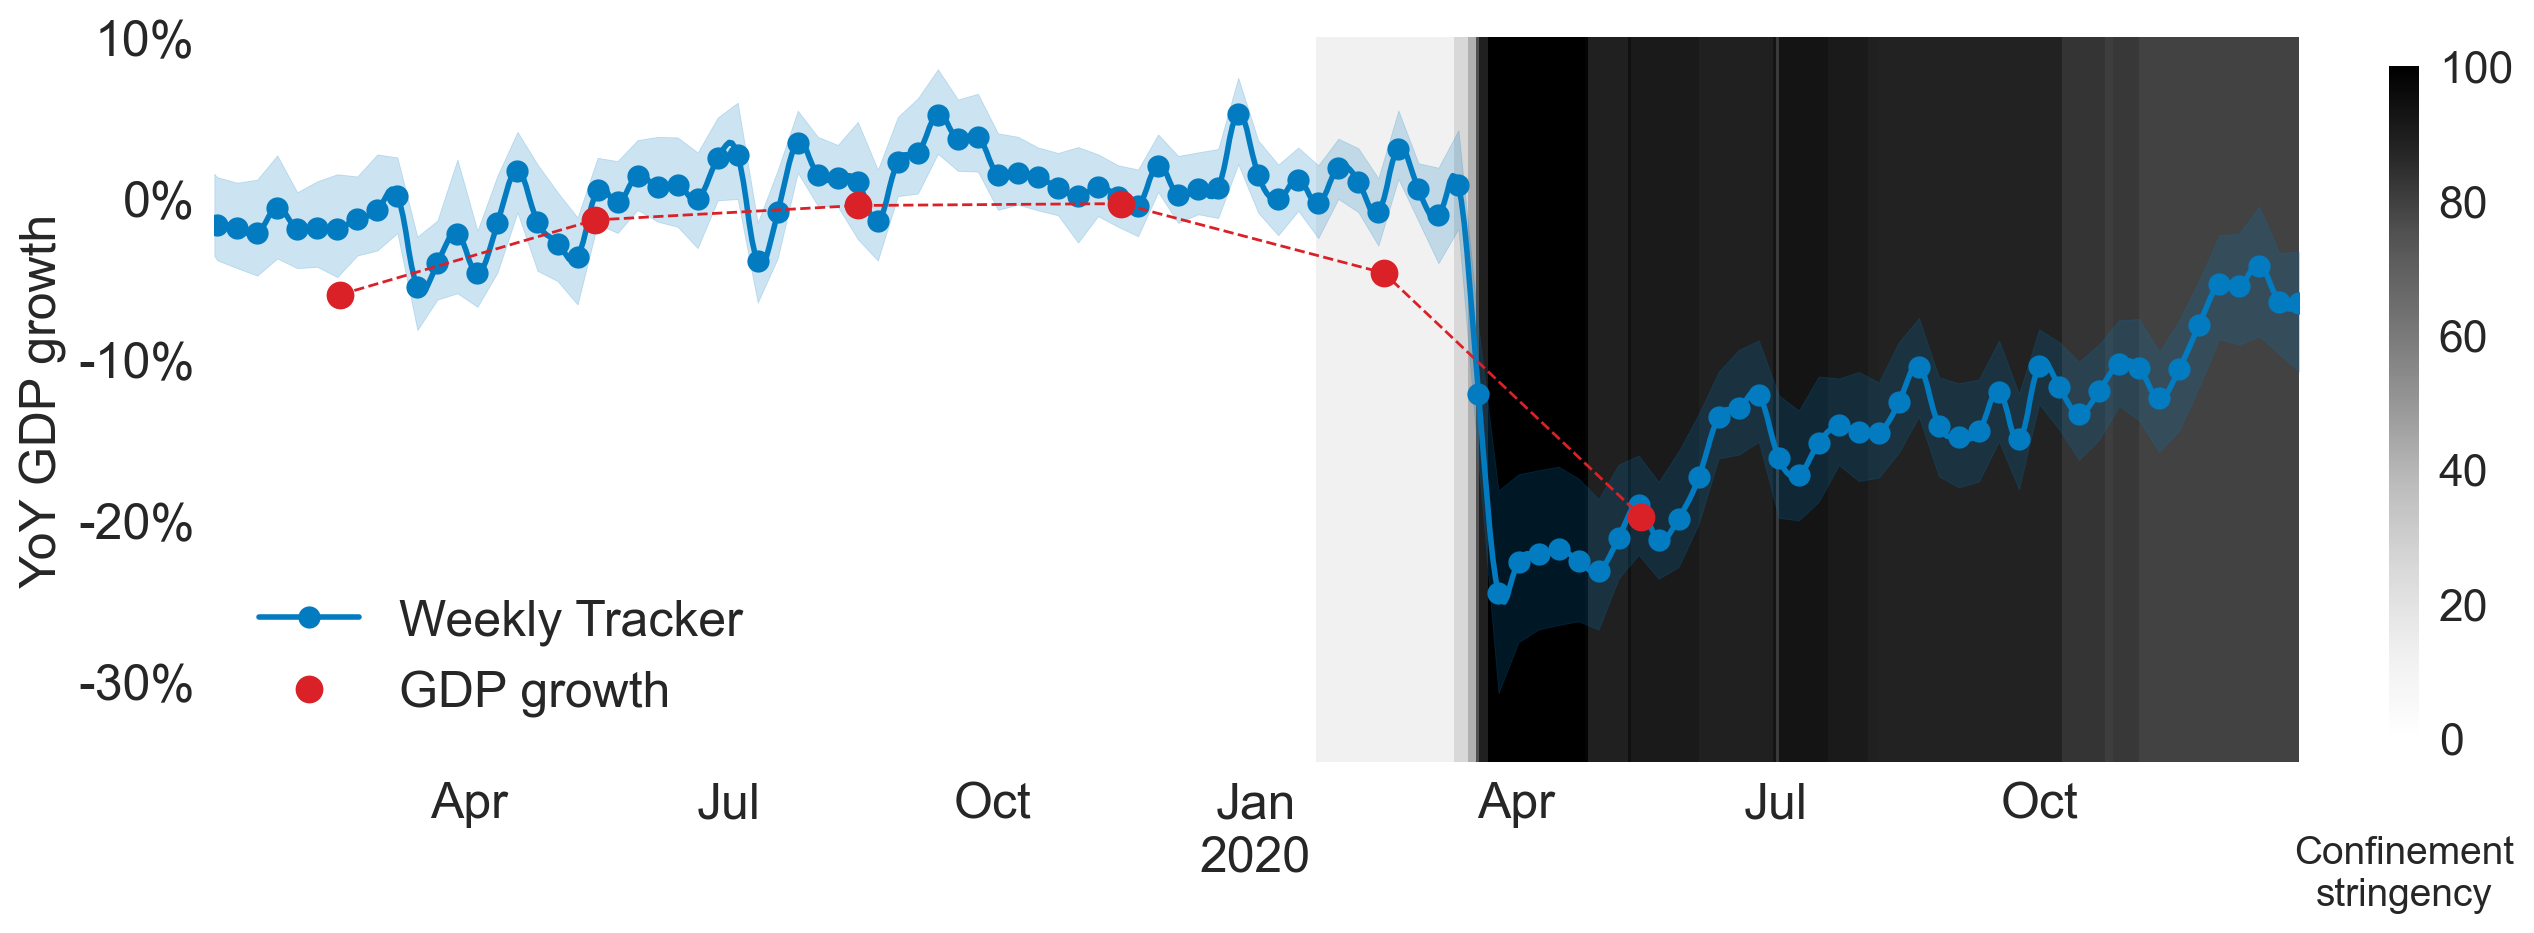 10%
0%
-10%
-20%
-30%
YoY GDP growth
Weekly Tracker
GDP growth
Apr
Jul
Oct
Jan
2020
Apr
Jul
Oct
100
80
60
40
20
0
Confinement
stringency